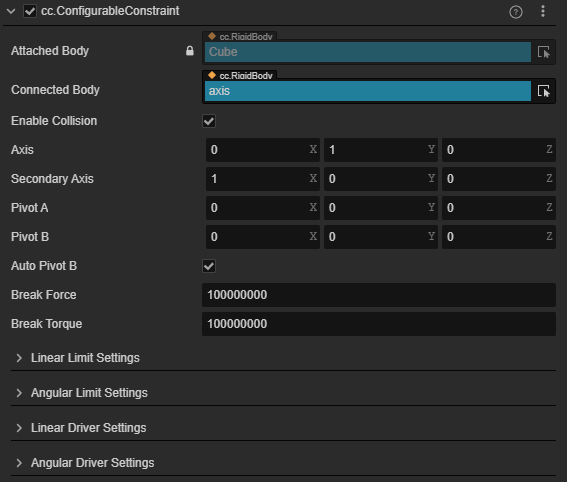 cc.ConfigurableConstraint
cc.RigidBody
Attached Body Cube
cc.RigidBody
Connected Body axis
Enable Collision
Axis 0 X 1 Y 0 Z
Secondary Axis 1 X 0 Y 0 Z
Pivot A 0 X 0 Y 0 Z
Pivot B 0 X 0 Y 0 Z
Auto Pivot B
Break Force 100000000
Break Torque 100000000
Linear Limit Settings
Angular Limit Settings
Linear Driver Settings
Angular Driver Settings